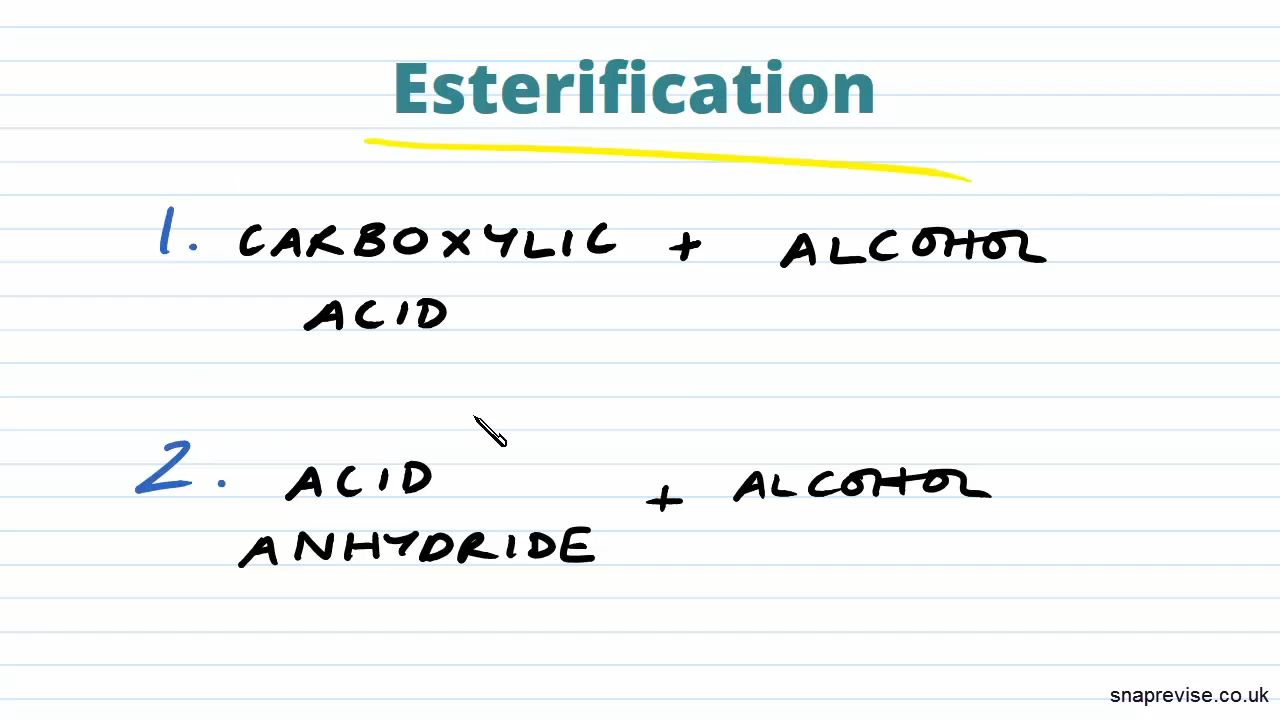 Esterification
1. CARBOXYLIC + ALCOHOL
ACID
2. ACID + ALCOHOL
ANHYDRIDE
snaprevise.co.uk